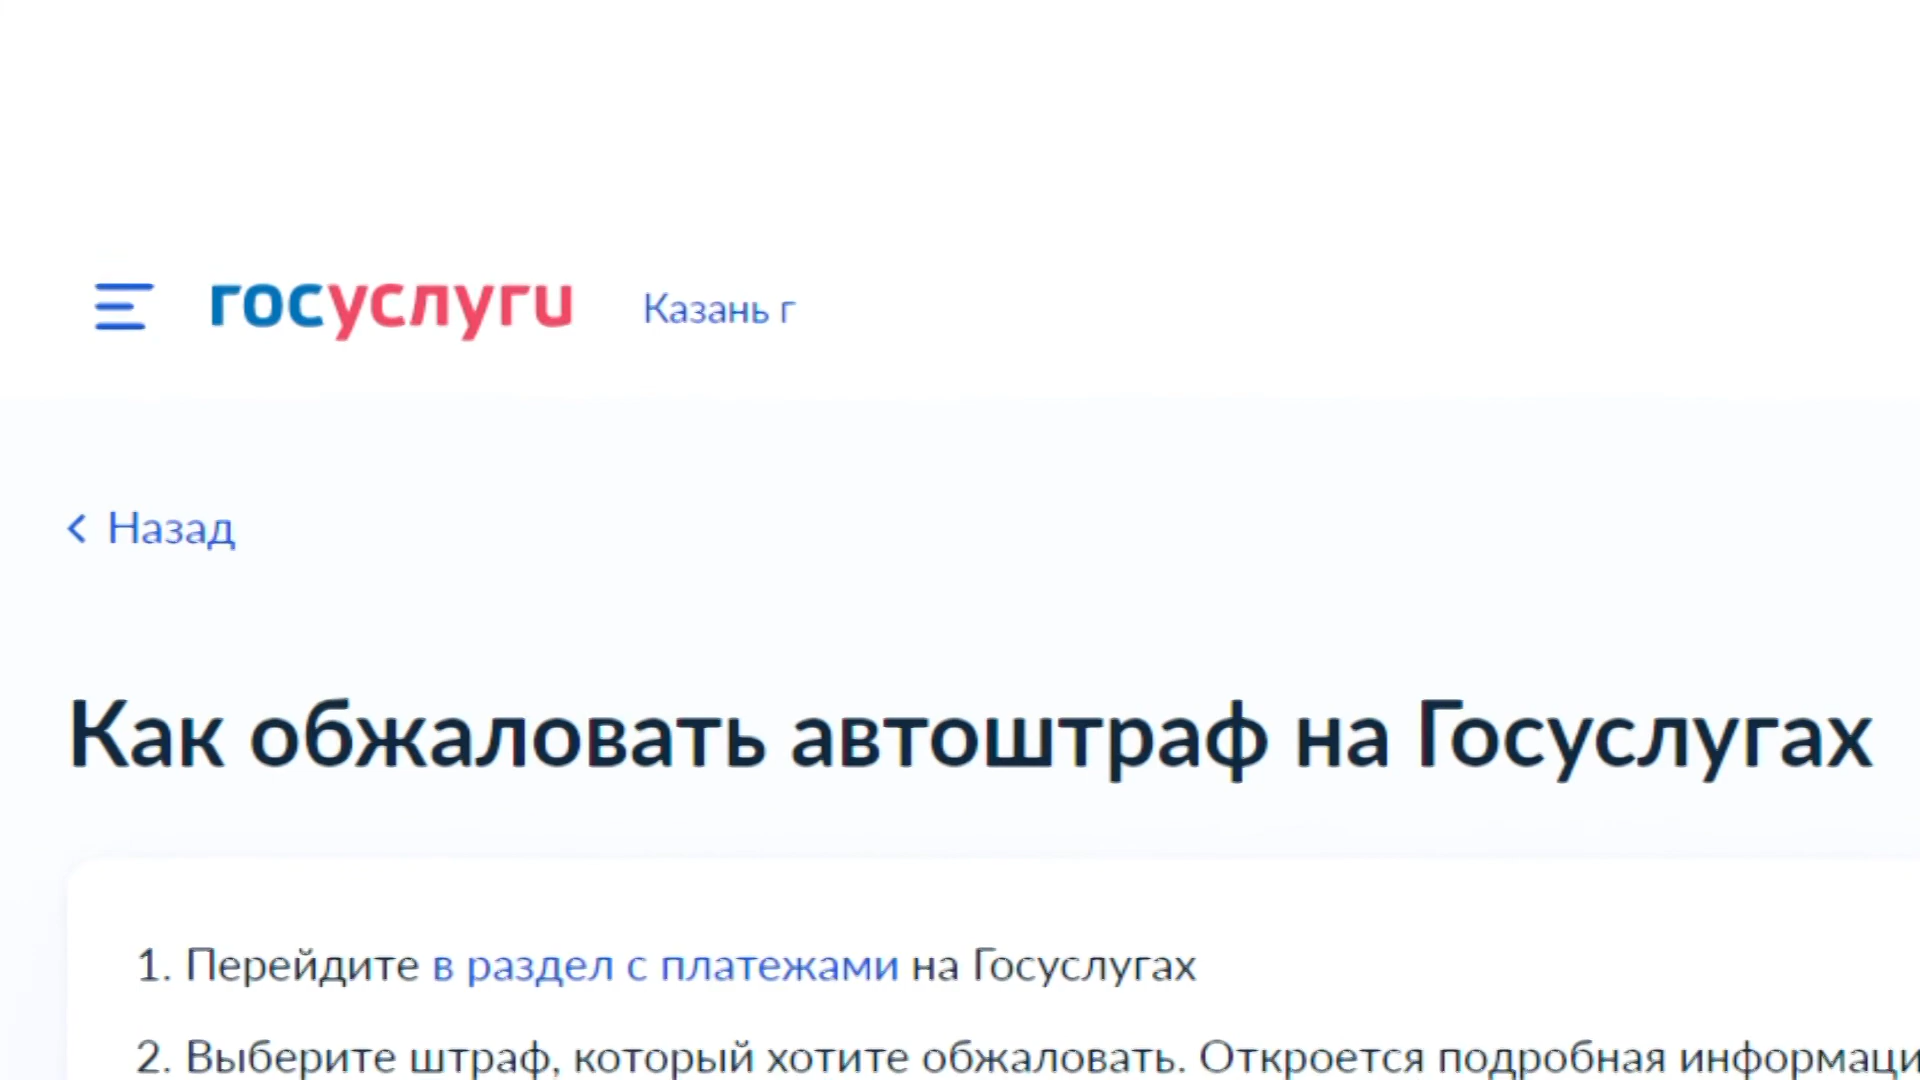 госуслуги Казань г
Назад
Как обжаловать автоштраф на Госуслугах
1. Перейдите в раздел с платежами на Госуслугах
2. Выберите штраф, который хотите обжаловать. Откроется подробная информаци